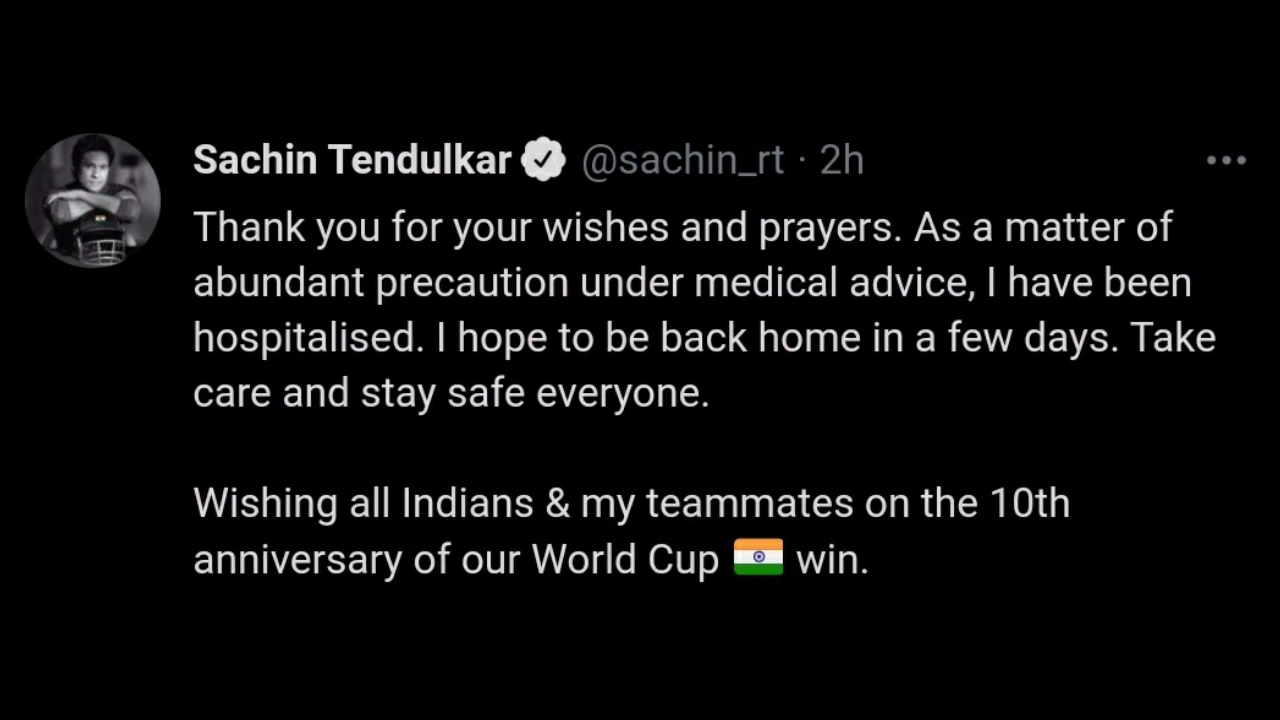 Sachin Tendulkar @sachin_rt · 2h
Thank you for your wishes and prayers. As a matter of
abundant precaution under medical advice, I have been
hospitalised. I hope to be back home in a few days. Take
care and stay safe everyone.
Wishing all Indians & my teammates on the 10th
anniversary of our World Cup 🇮🇳 win.